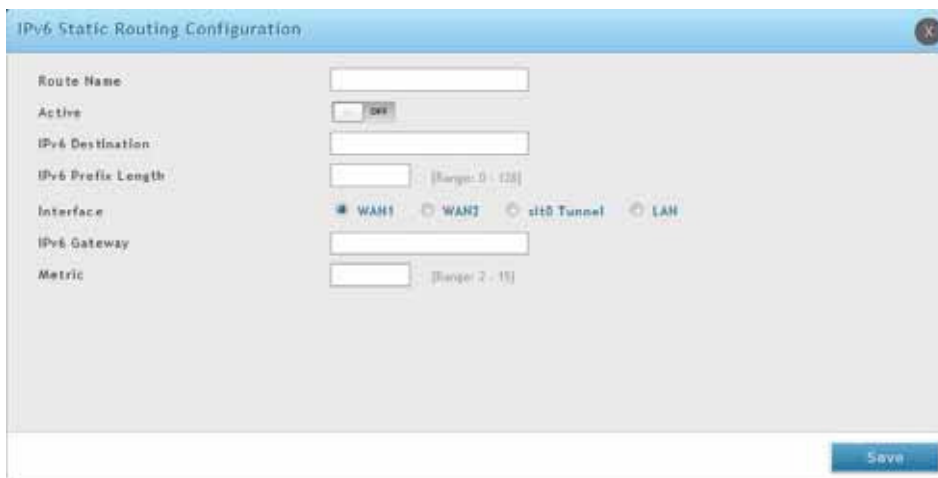 IPv6 Static Routing Configuration
X
Route Name
Active
OFF
IPv6 Destination
IPv6 Prefix Length
[Range: 0 - 128]
Interface
WAN1 WAN2 sit0 Tunnel LAN
IPv6 Gateway
Metric
[Range: 2 - 15]
Save